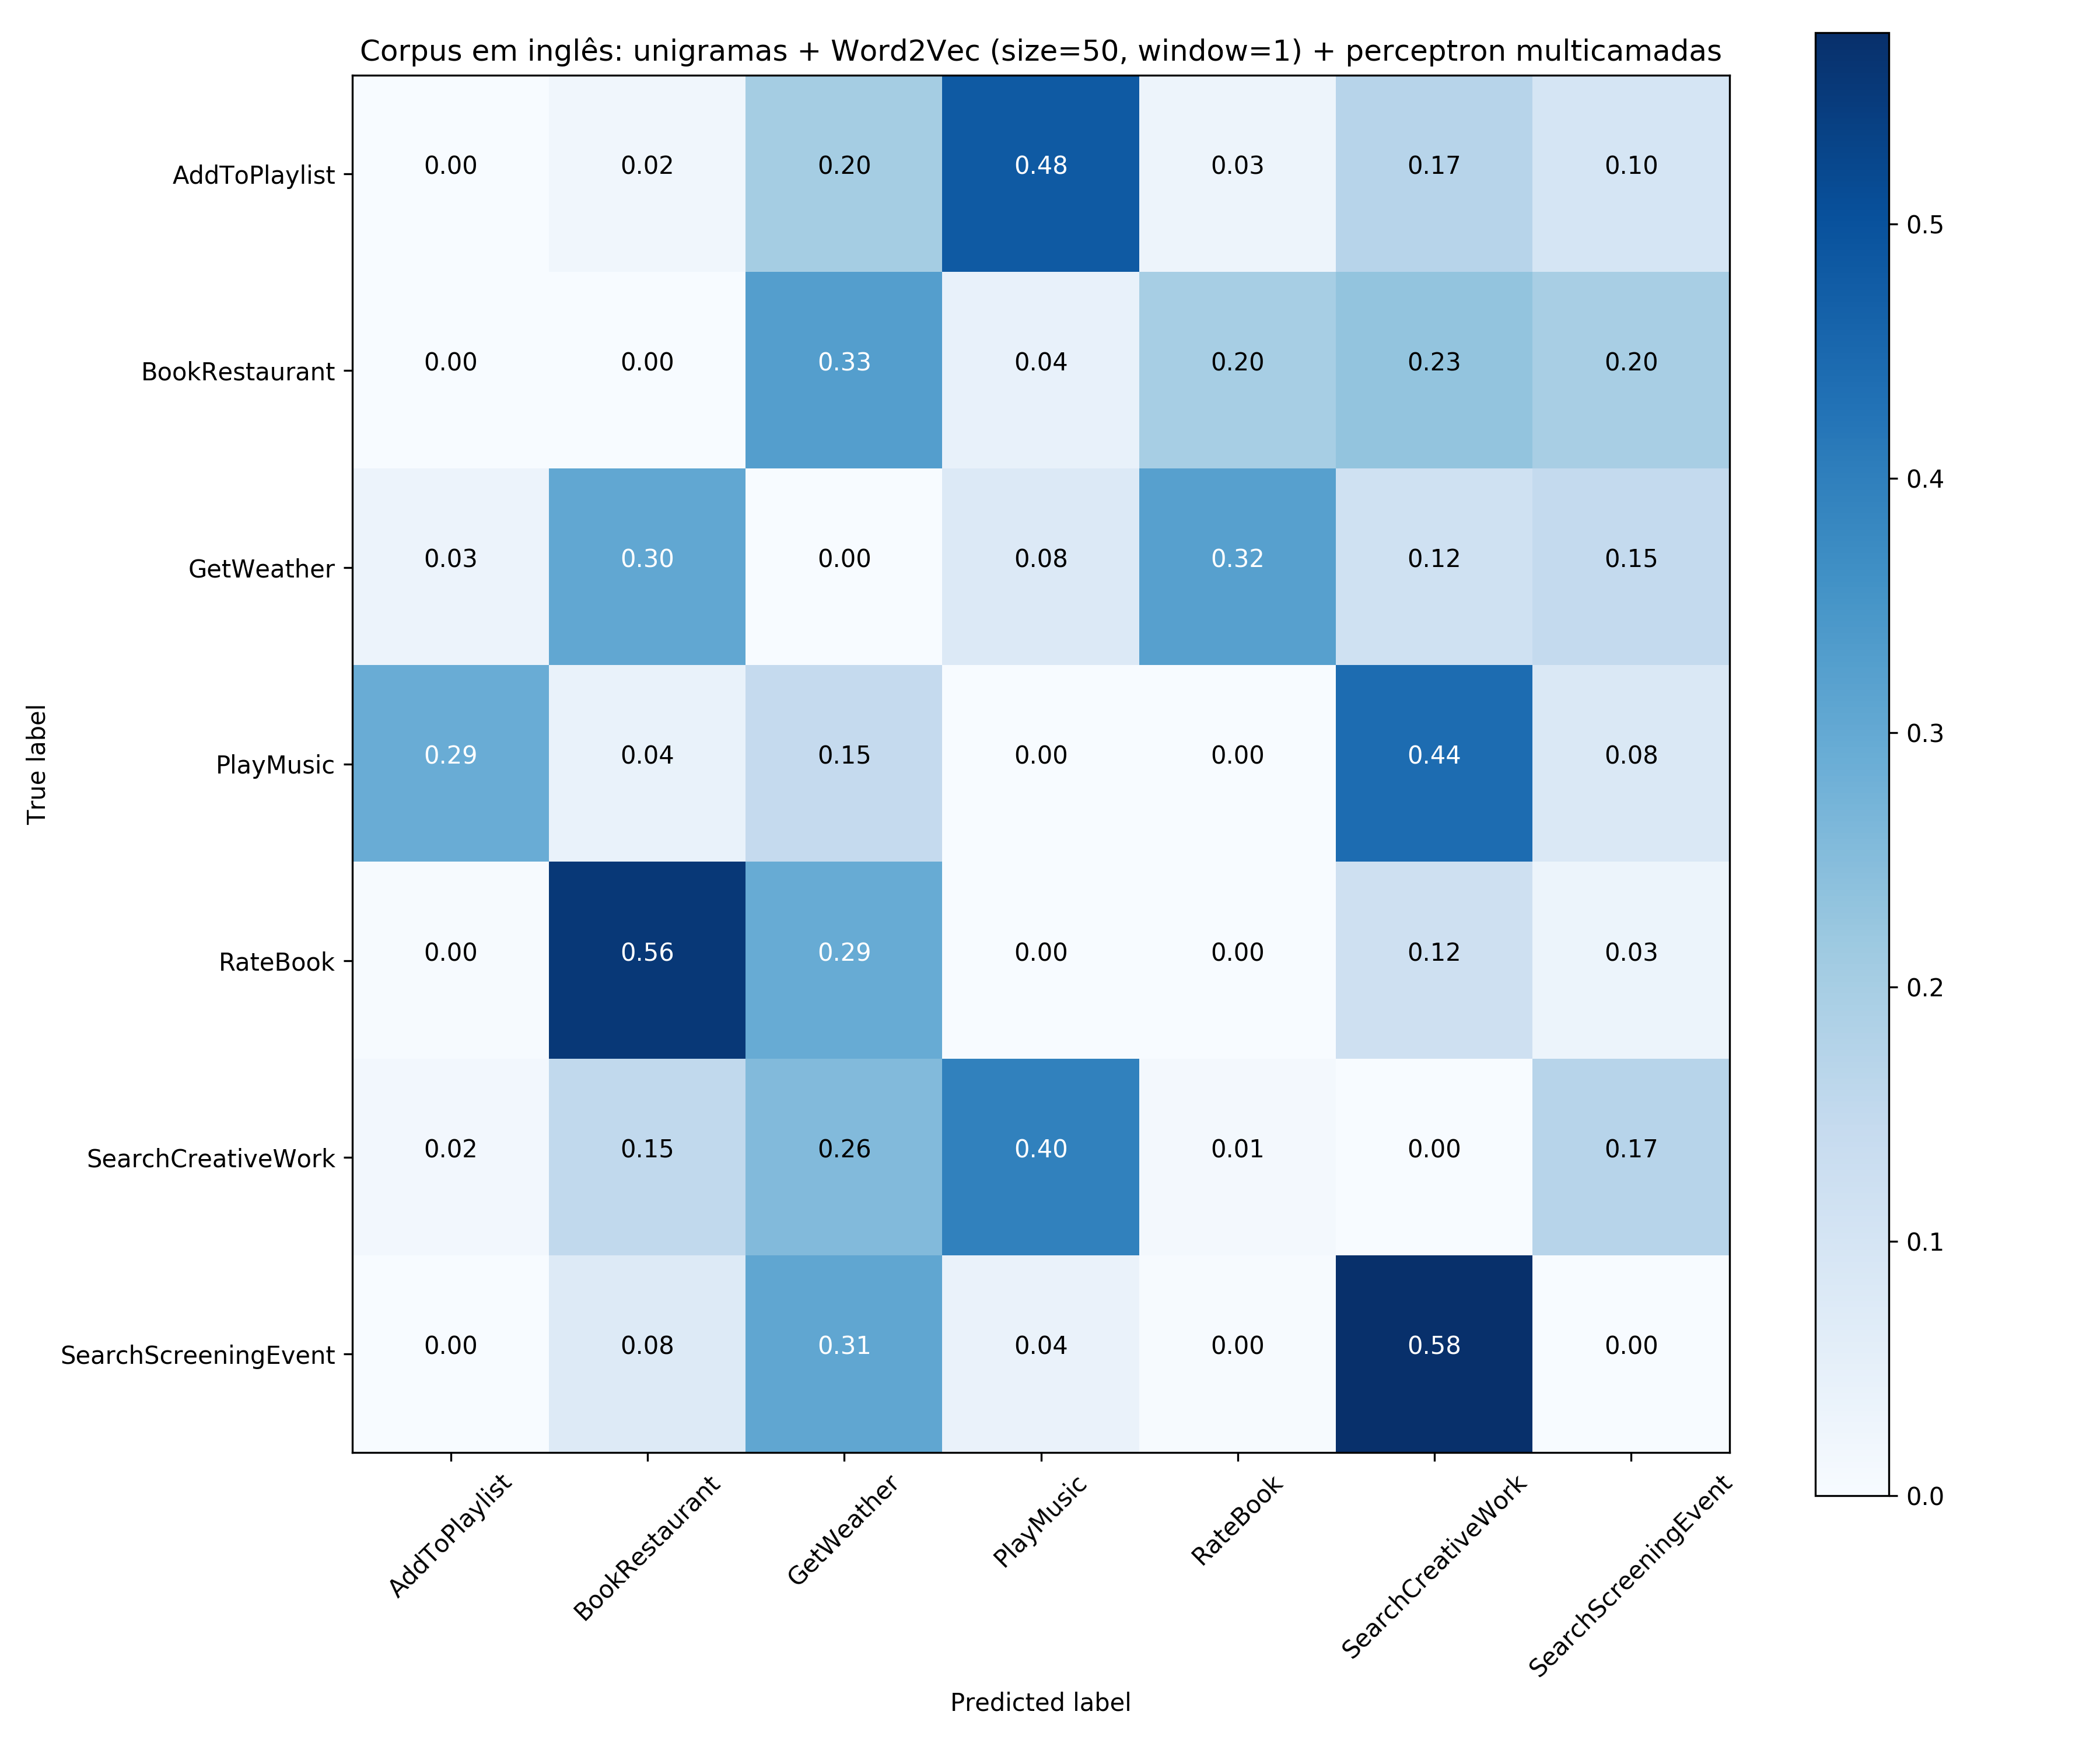 Corpus em inglês: unigramas + Word2Vec (size=50, window=1) + perceptron multicamadas
AddToPlaylist 0.00 0.02 0.20 0.48 0.03 0.17 0.10
BookRestaurant 0.00 0.00 0.33 0.04 0.20 0.23 0.20
GetWeather 0.03 0.30 0.00 0.08 0.32 0.12 0.15
PlayMusic 0.29 0.04 0.15 0.00 0.00 0.44 0.08
RateBook 0.00 0.56 0.29 0.00 0.00 0.12 0.03
SearchCreativeWork 0.02 0.15 0.26 0.40 0.01 0.00 0.17
SearchScreeningEvent 0.00 0.08 0.31 0.04 0.00 0.58 0.00
True label
AddToPlaylist BookRestaurant GetWeather PlayMusic RateBook SearchCreativeWork SearchScreeningEvent
Predicted label
0.5
0.4
0.3
0.2
0.1
0.0